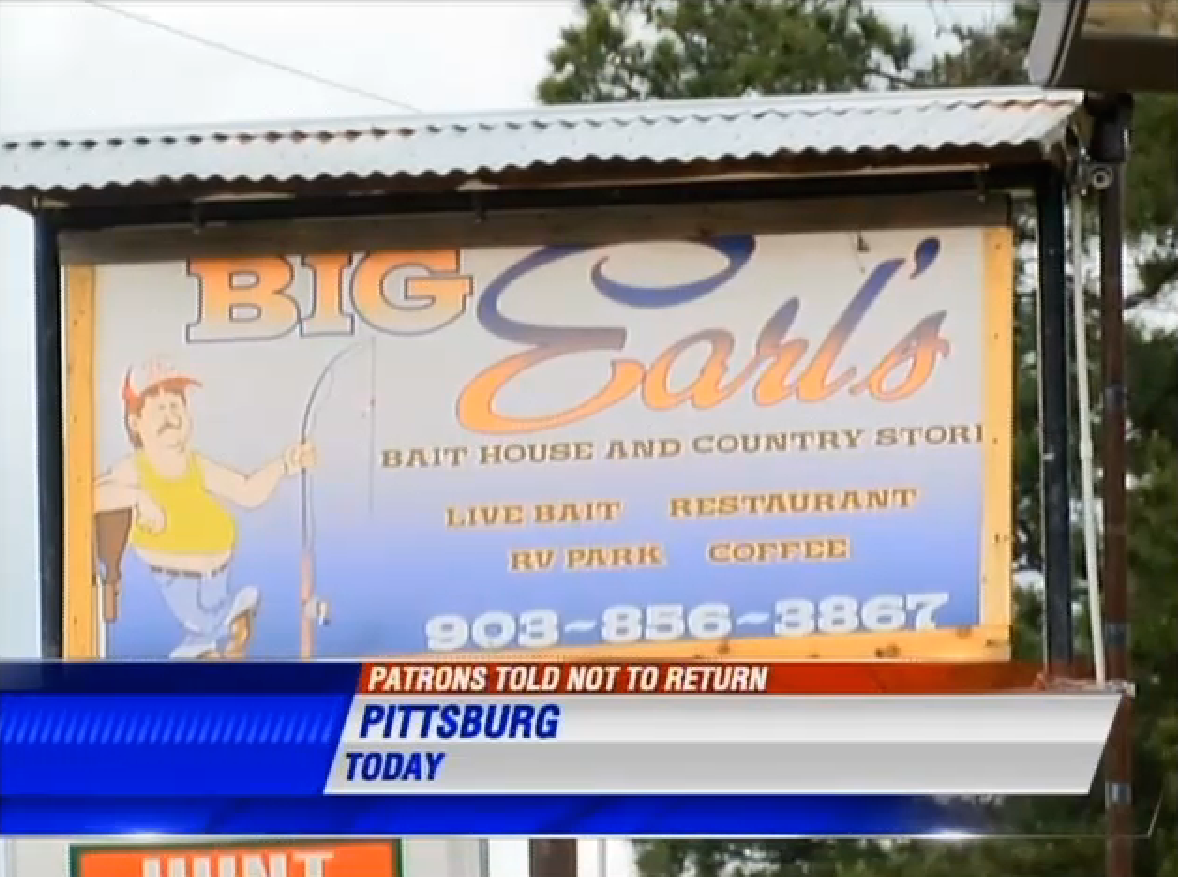 BIG Earl's
BAIT HOUSE AND COUNTRY STORE
LIVE BAIT RESTAURANT
RV PARK COFFEE
903-856-3867
PATRONS TOLD NOT TO RETURN
PITTSBURG
TODAY
HUNT